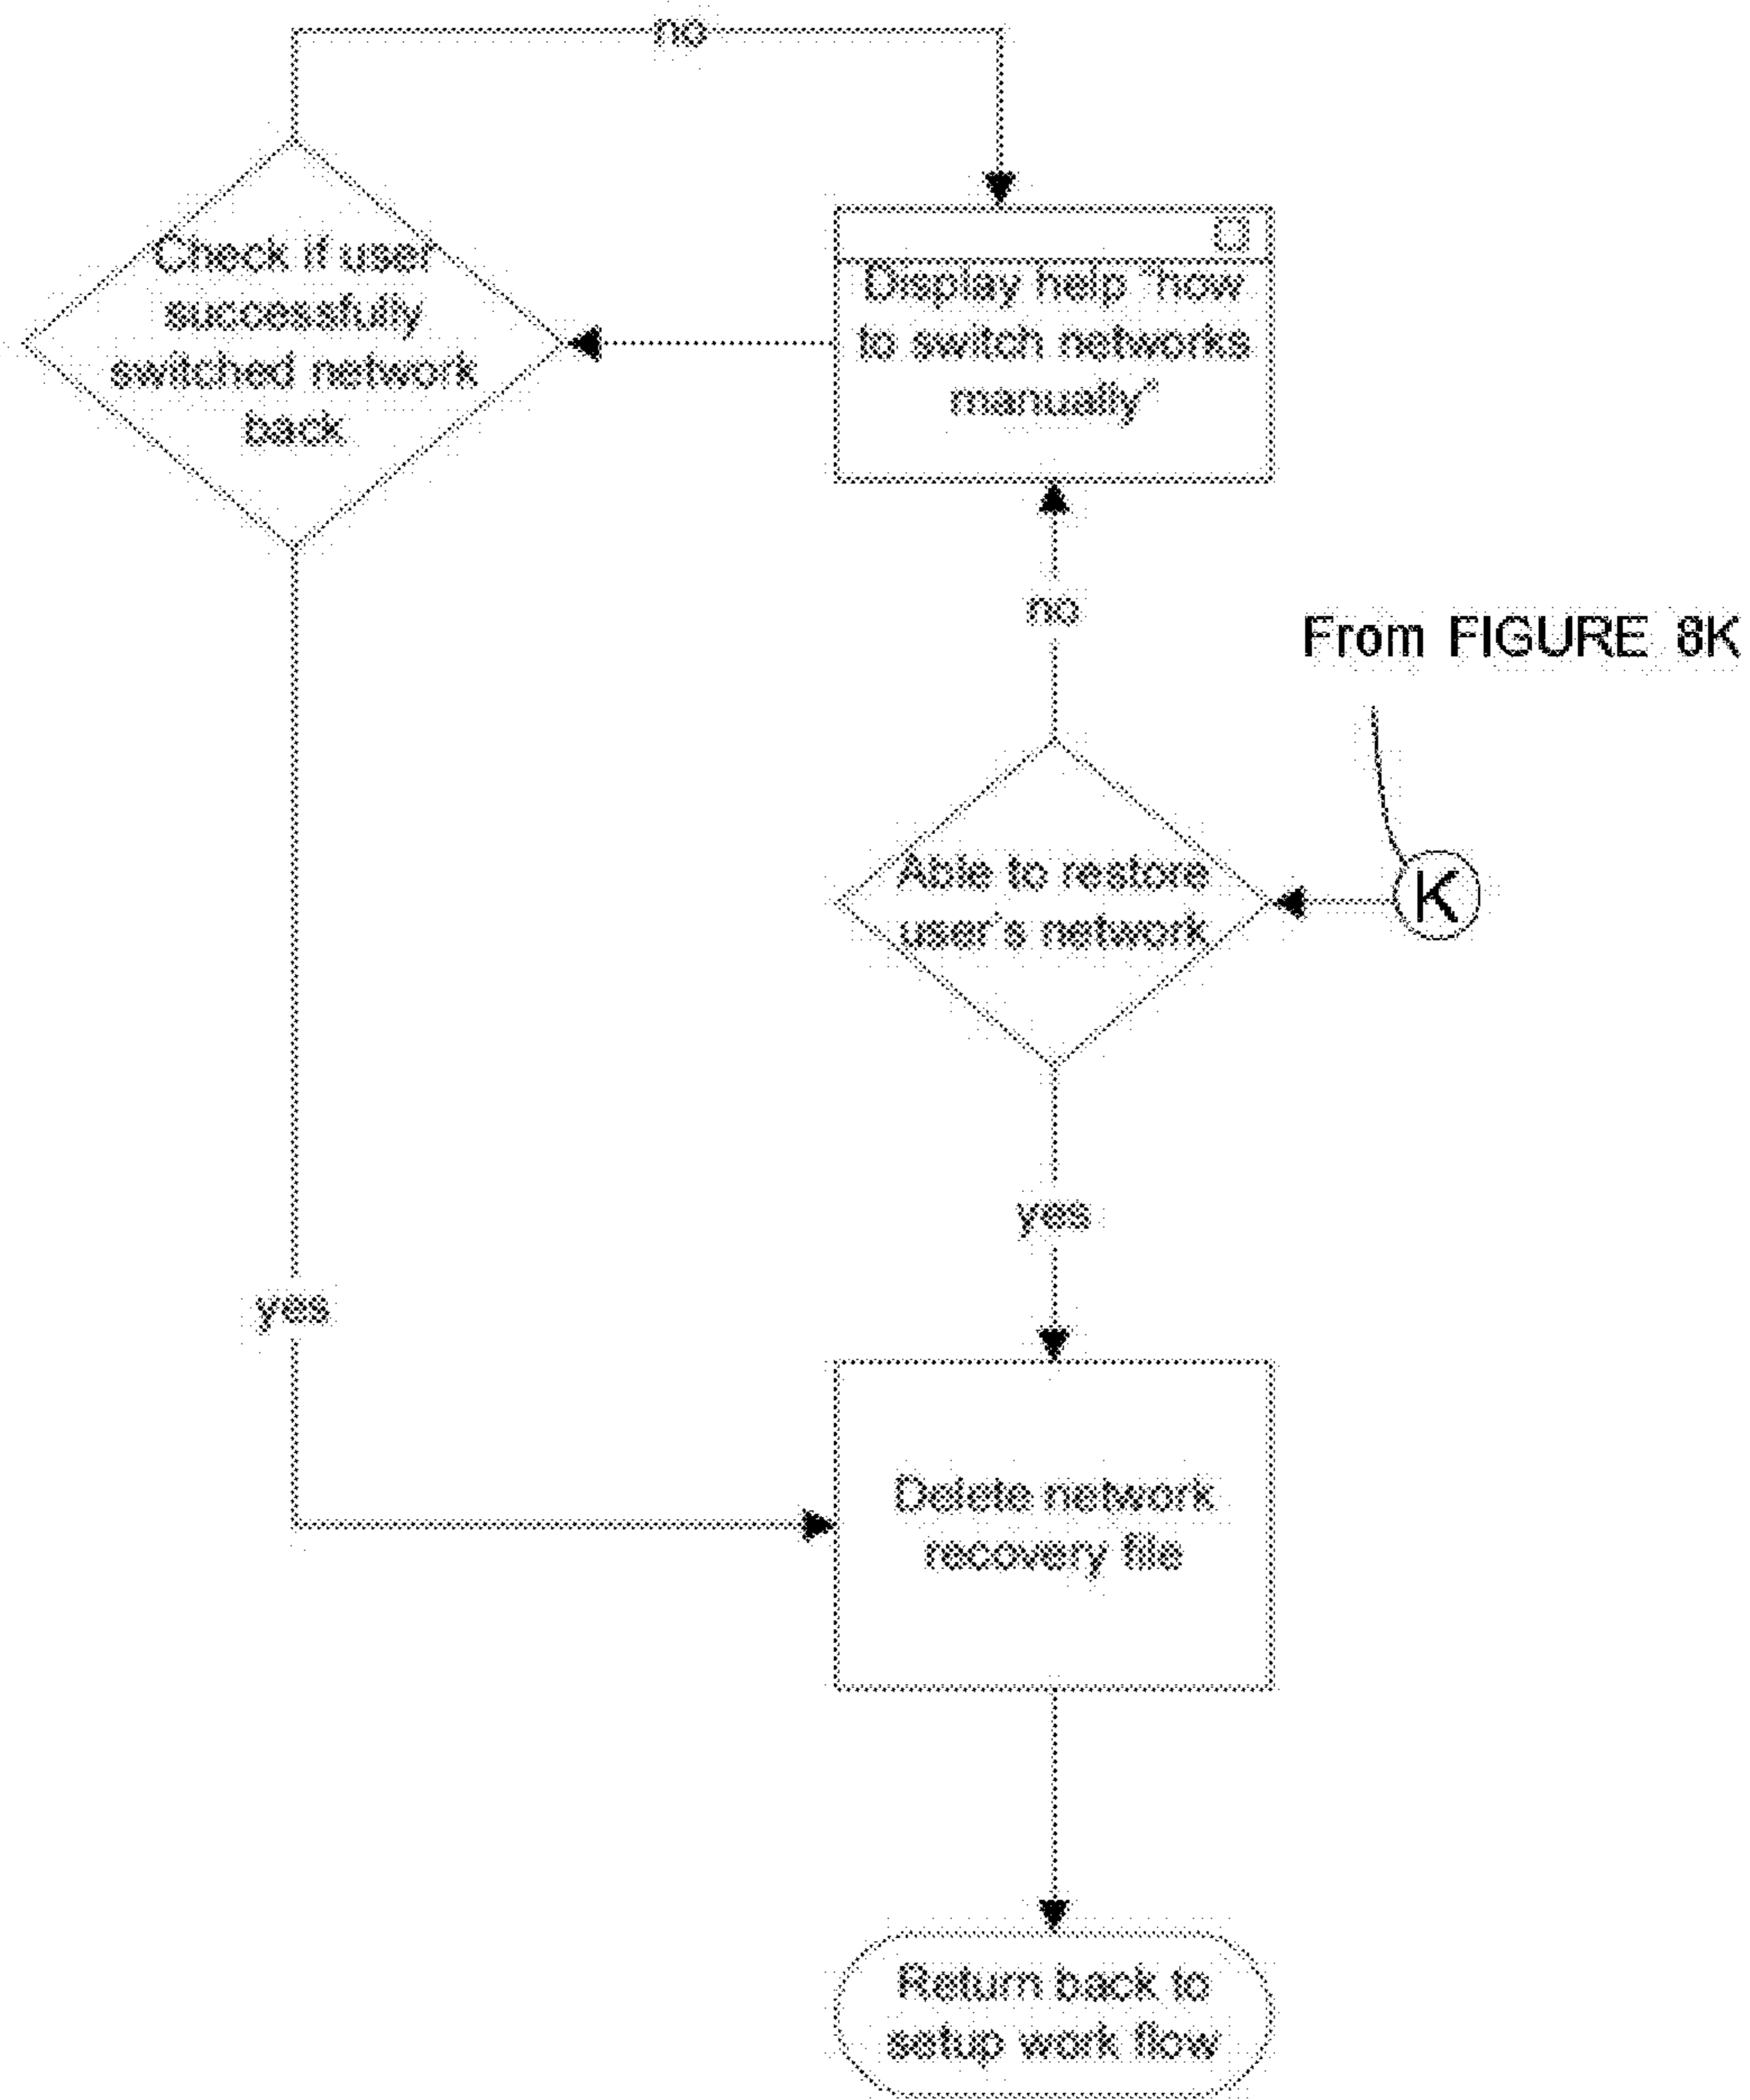 no
Check if user
successfully
switched network
back
Display help "how
to switch networks
manually"
no
From FIGURE 8K
Able to restore
user's network
K
yes
yes
Delete network
recovery file
Return back to
setup work flow